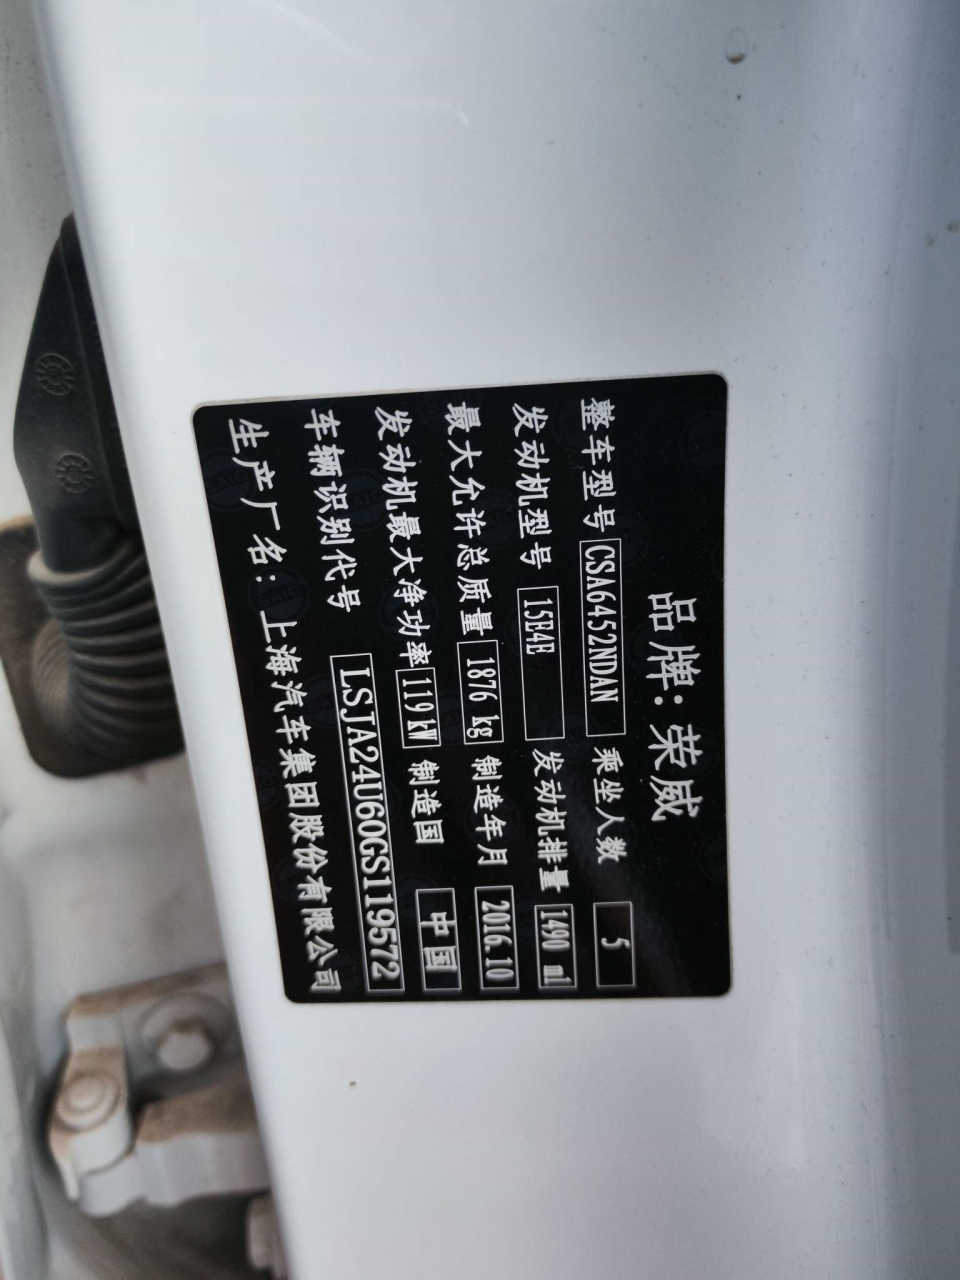 品牌: 荣威
整车型号 CSA6452NDAN 乘坐人数 5
发动机型号 15E4E 发动机排量 1490 ml
最大允许总质量 1876 kg 制造年月 2016.10
发动机最大净功率 119 kW 制造国 中国
车辆识别代号 LSJA24U60GS119572
生产厂名: 上海汽车集团股份有限公司